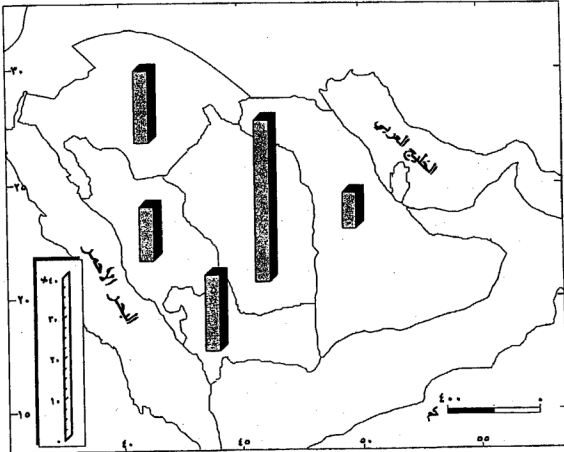 ٣٠
الخليج العربي
٢٥
البحر الأحمر
٤٠٪
٢٠
٣٠
٢٠
١٠
٠
٤٠٠ ٠
كم
١٥
٤٠ ٤٥ ٥٠ ٥٥